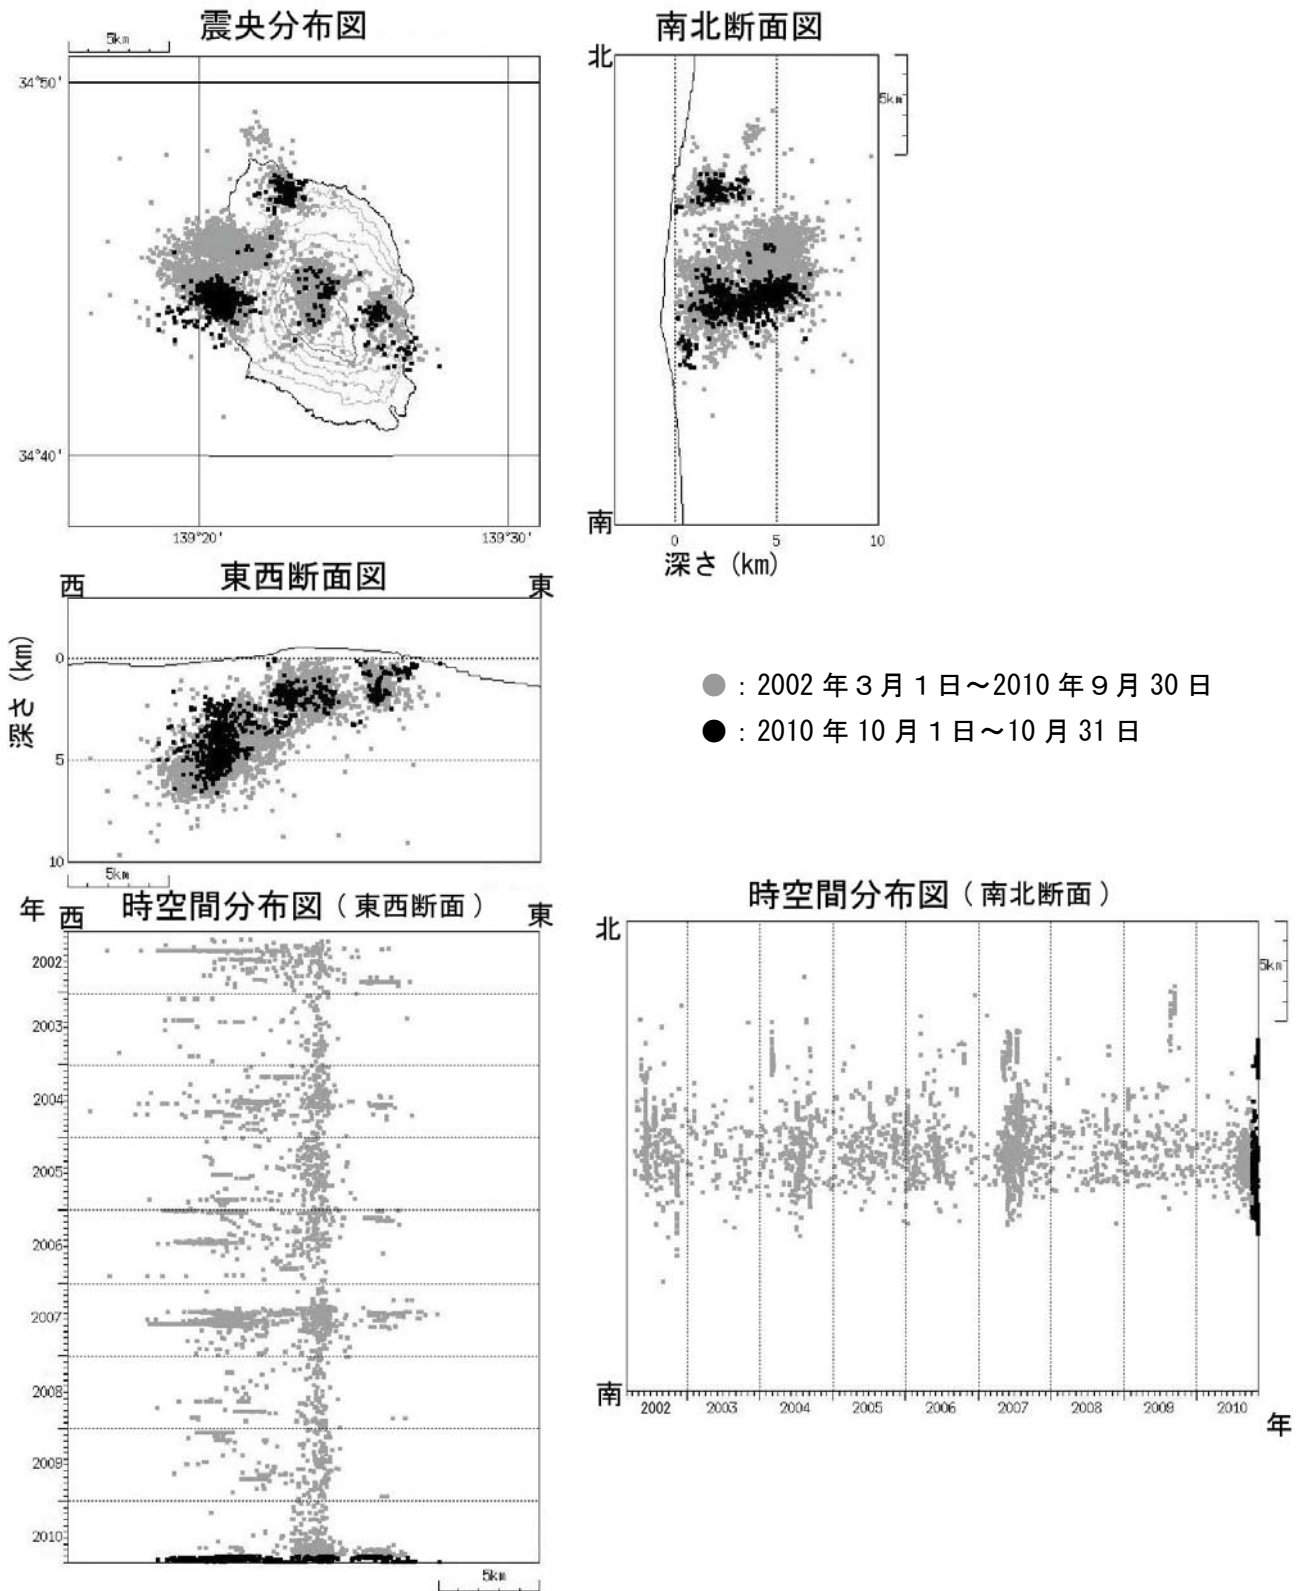 震央分布図
5km
34°50'
34°40'
139°20'
139°30'
南北断面図
北
5km
南
0
5
10
深さ (km)
東西断面図
西
東
深さ (km)
0
5
10
5km
● : 2002 年 3 月 1 日～2010 年 9 月 30 日
● : 2010 年 10 月 1 日～10 月 31 日
時空間分布図 ( 東西断面 )
年
西
東
2002
2003
2004
2005
2006
2007
2008
2009
2010
5km
時空間分布図 ( 南北断面 )
北
5km
南
2002
2003
2004
2005
2006
2007
2008
2009
2010
年